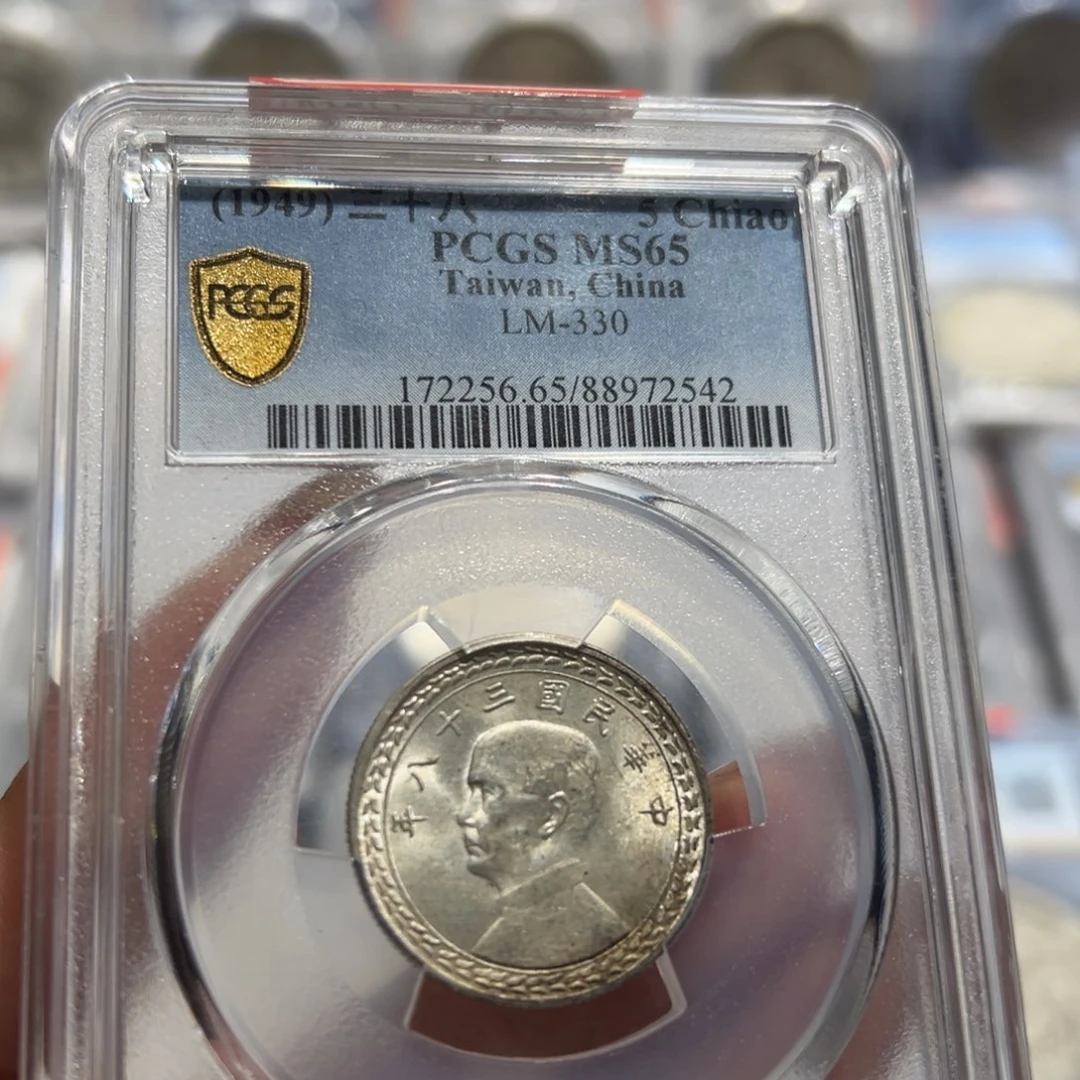 (1949) 三十八 5 Chiao
PCGS MS65
Taiwan, China
LM-330
PCGS
172256.65/88972542
年八十三國民華中